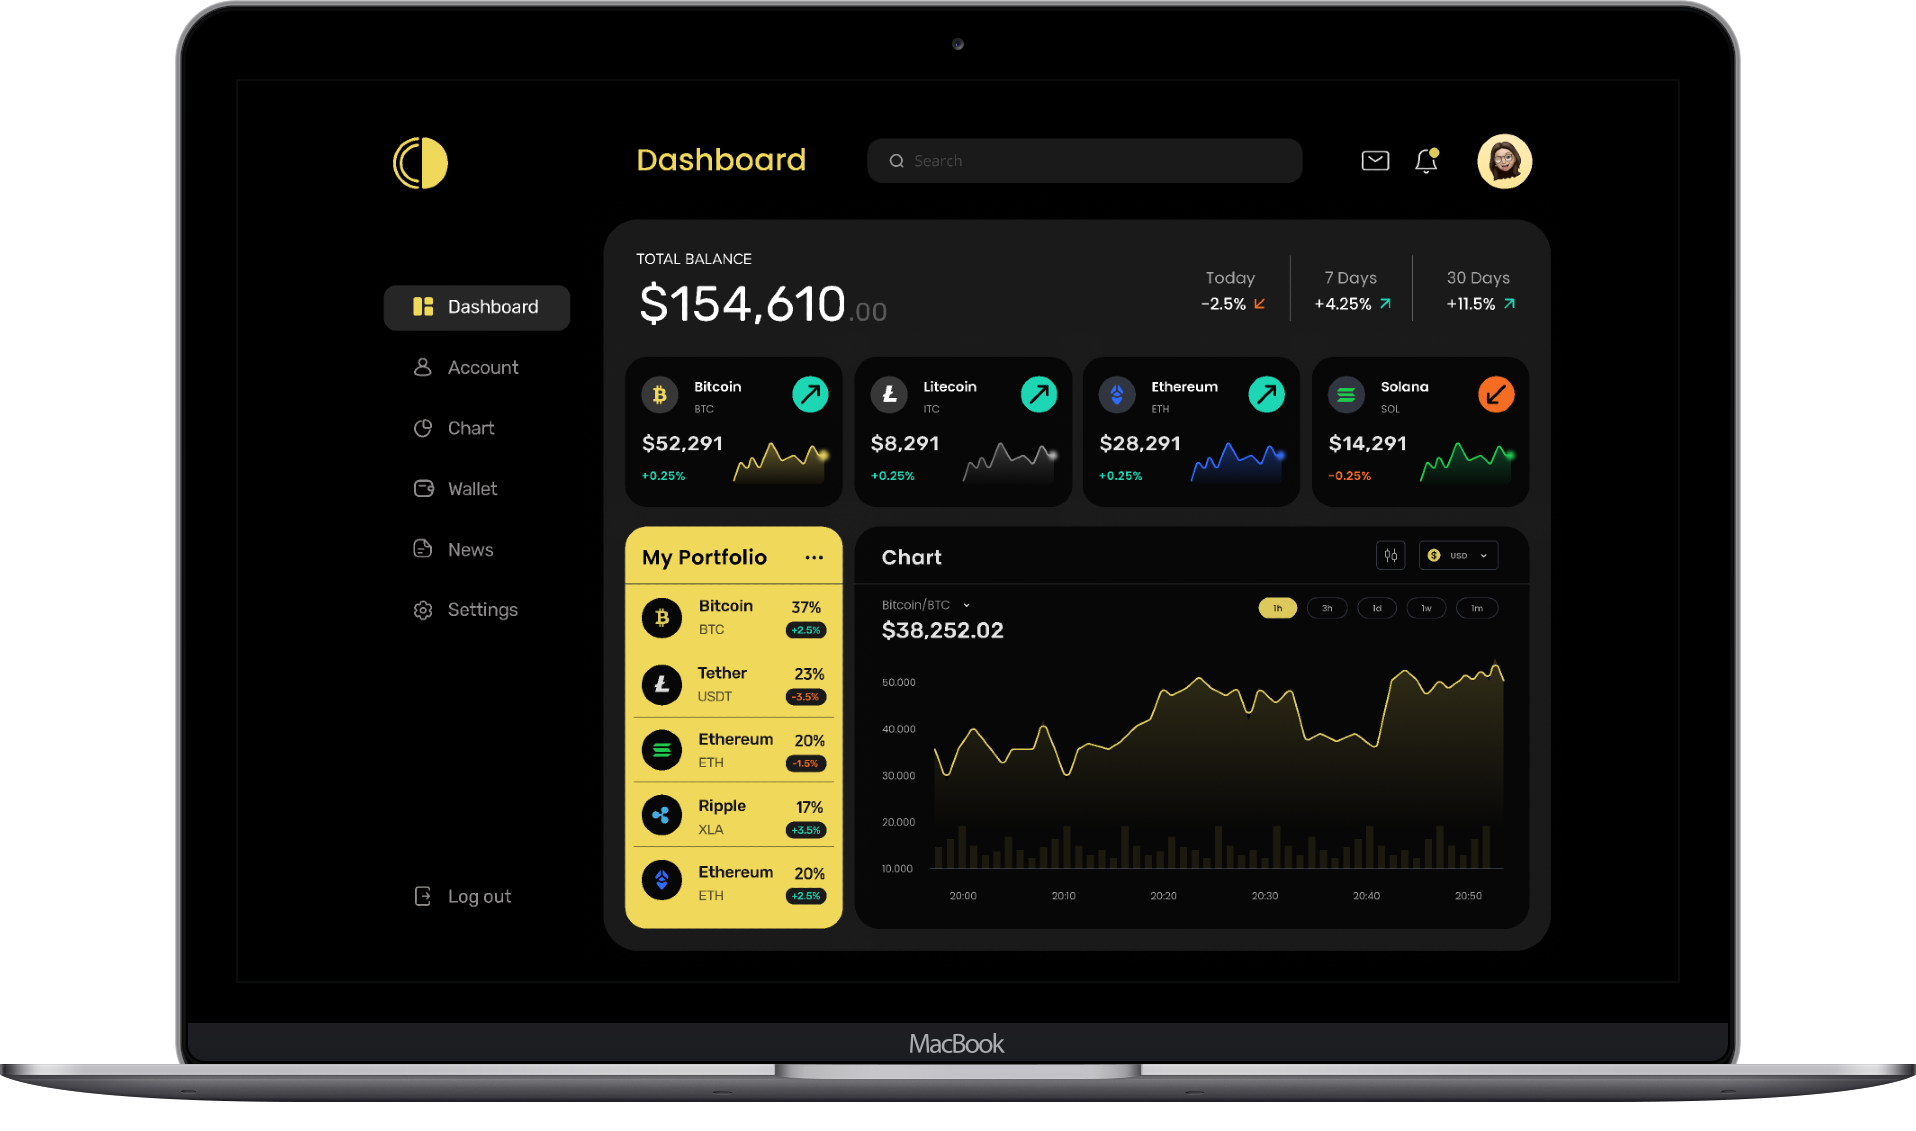 Dashboard
Search
Dashboard
Account
Chart
Wallet
News
Settings
Log out
TOTAL BALANCE
$154,610.00
Today
-2.5%
7 Days
+4.25%
30 Days
+11.5%
Bitcoin
BTC
$52,291
+0.25%
Litecoin
ITC
$8,291
+0.25%
Ethereum
ETH
$28,291
+0.25%
Solana
SOL
$14,291
-0.25%
My Portfolio
Bitcoin 37%
BTC +2.5%
Tether 23%
USDT -3.5%
Ethereum 20%
ETH -1.5%
Ripple 17%
XLA +3.5%
Ethereum 20%
ETH +2.5%
Chart
$ USD
Bitcoin/BTC
$38,252.02
1h 3h 1d 1w 1m
50.000
40.000
30.000
20.000
10.000
20:00 20:10 20:20 20:30 20:40 20:50
MacBook